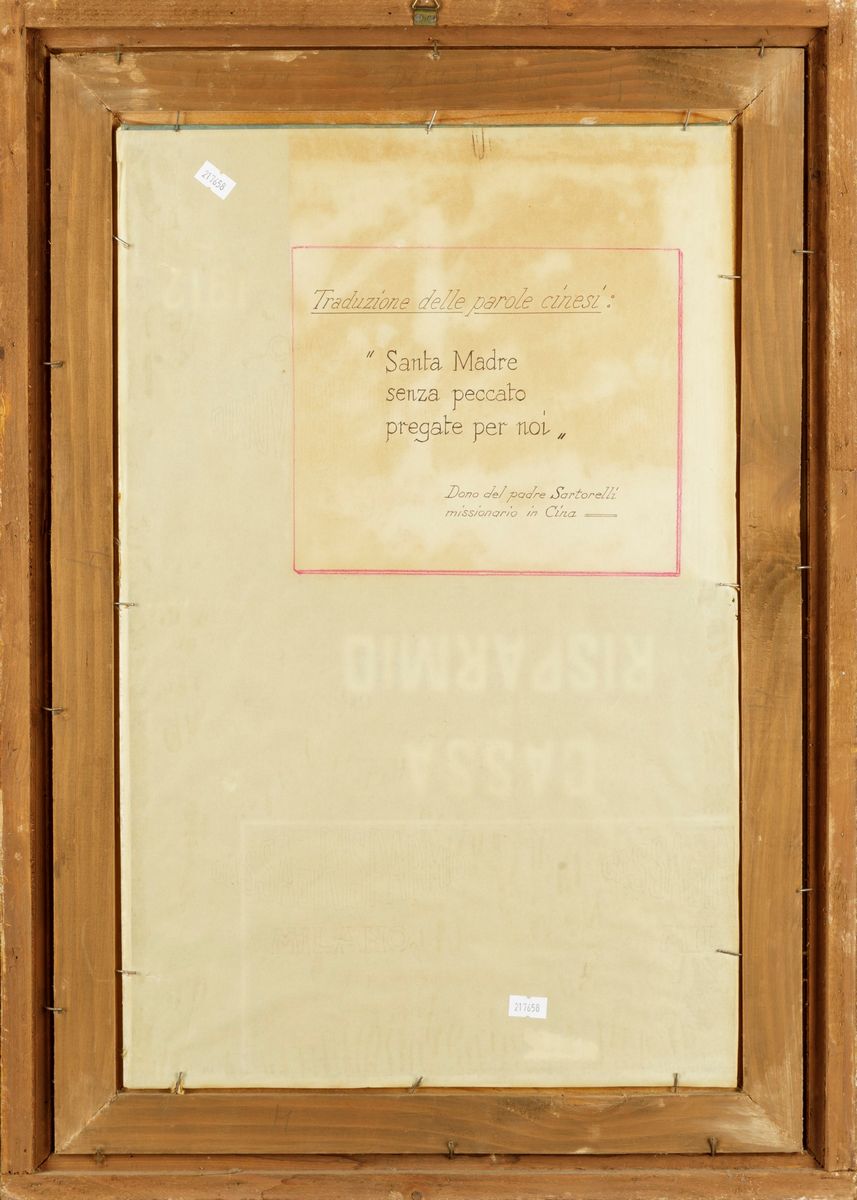 217658
Traduzione delle parole cinesi:
" Santa Madre
senza peccato
pregate per noi "
Dono del padre Sartorelli
missionario in Cina
RISPARMIO
CASSA
217658